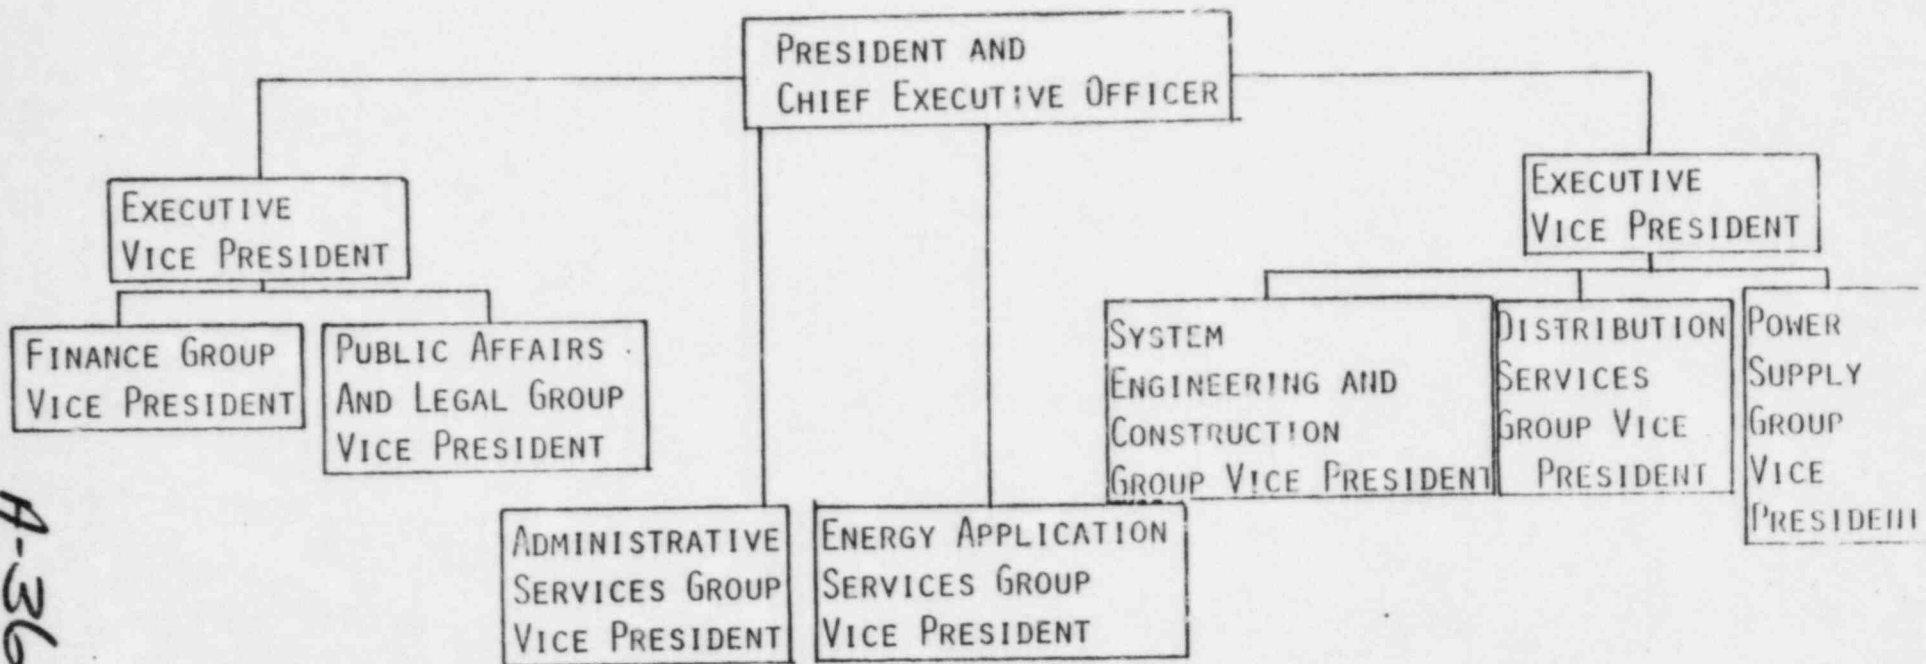 PRESIDENT AND
CHIEF EXECUTIVE OFFICER
EXECUTIVE
VICE PRESIDENT
EXECUTIVE
VICE PRESIDENT
FINANCE GROUP
VICE PRESIDENT
PUBLIC AFFAIRS
AND LEGAL GROUP
VICE PRESIDENT
SYSTEM
ENGINEERING AND
CONSTRUCTION
GROUP VICE PRESIDENT
DISTRIBUTION
SERVICES
GROUP VICE
PRESIDENT
POWER
SUPPLY
GROUP
VICE
PRESIDENT
ADMINISTRATIVE
SERVICES GROUP
VICE PRESIDENT
ENERGY APPLICATION
SERVICES GROUP
VICE PRESIDENT
A-36